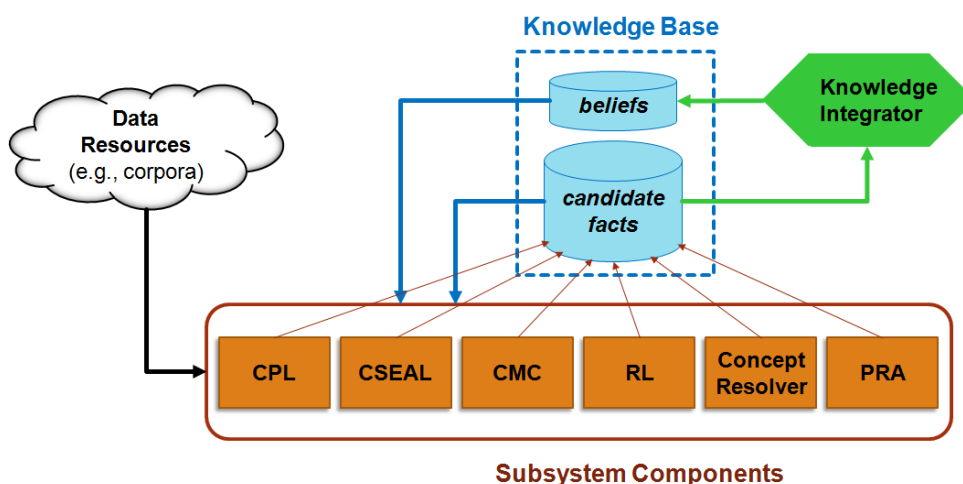 Knowledge Base
beliefs
Knowledge
Integrator
Data
Resources
(e.g., corpora)
candidate
facts
CPL
CSEAL
CMC
RL
Concept
Resolver
PRA
Subsystem Components